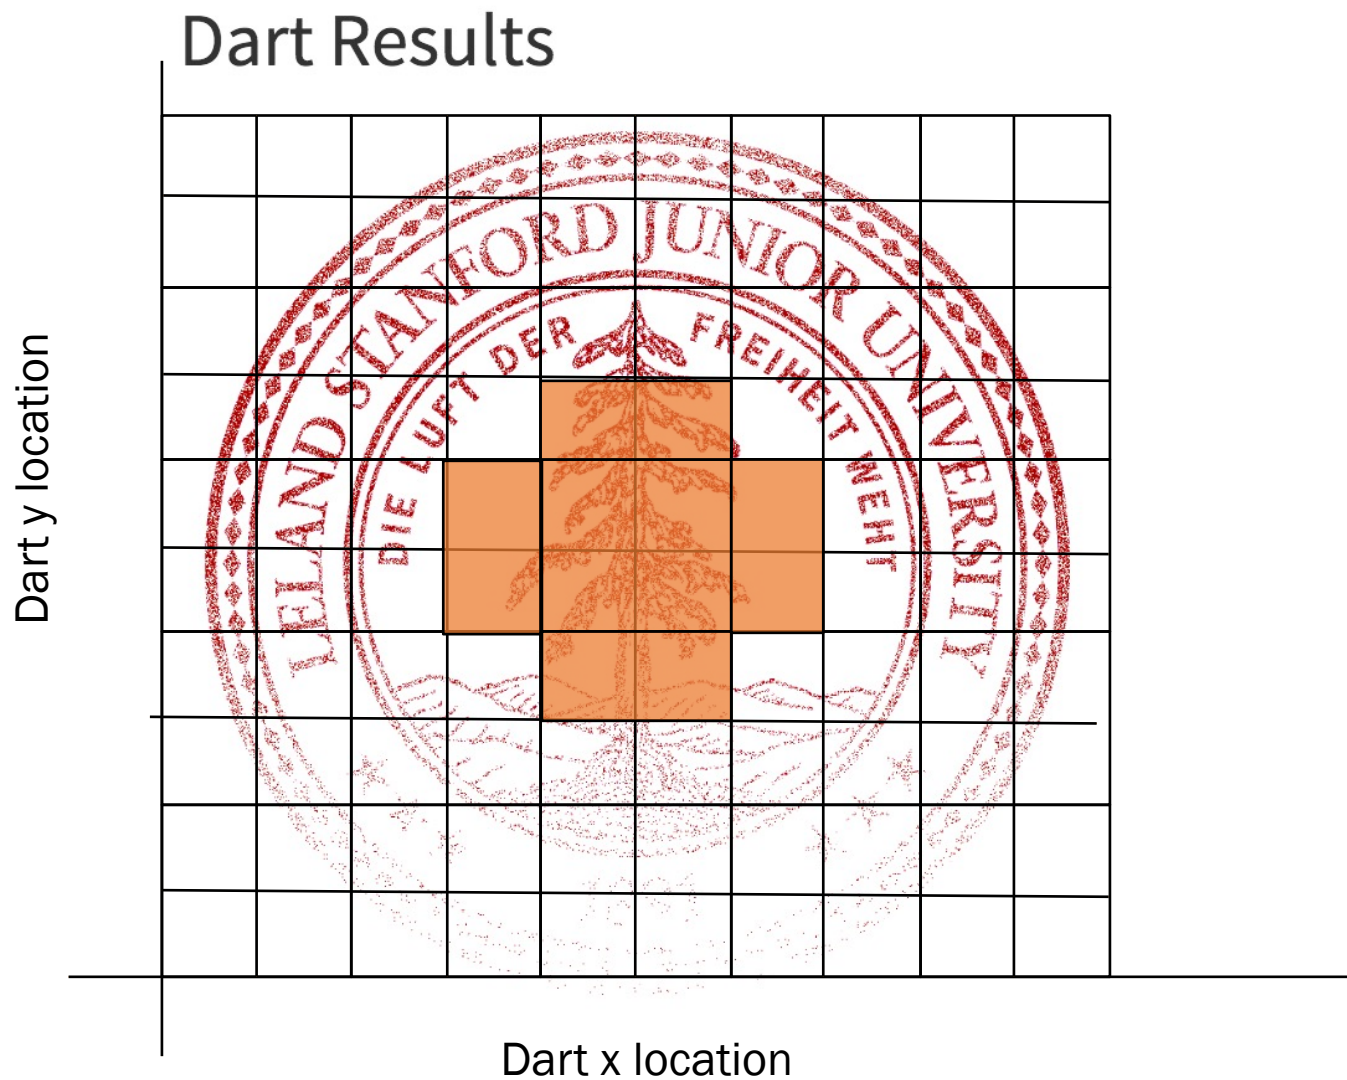 Dart Results
LELAND STANFORD JUNIOR UNIVERSITY
DIE LUFT DER FREIHEIT WEHT
Dart y location
Dart x location